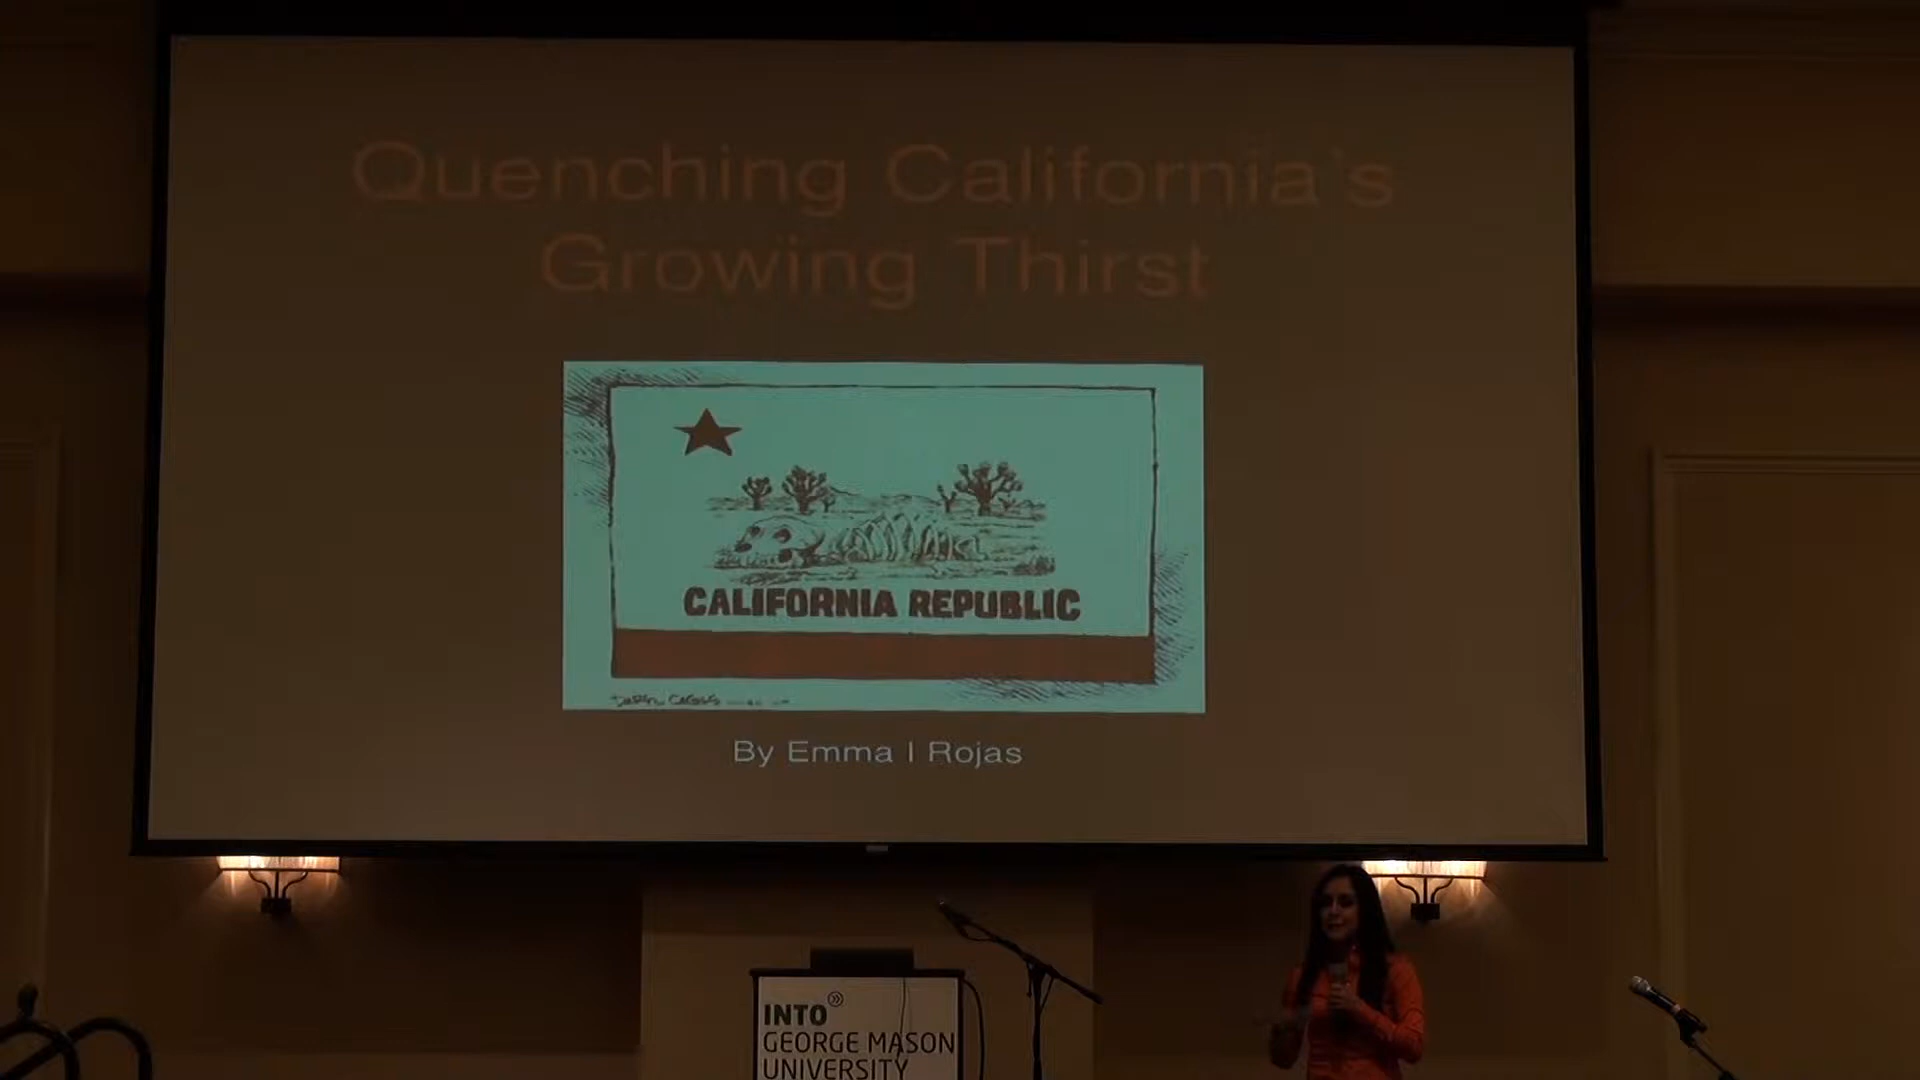 Quenching California's
Growing Thirst
CALIFORNIA REPUBLIC
By Emma I Rojas
INTO
GEORGE MASON
UNIVERSITY